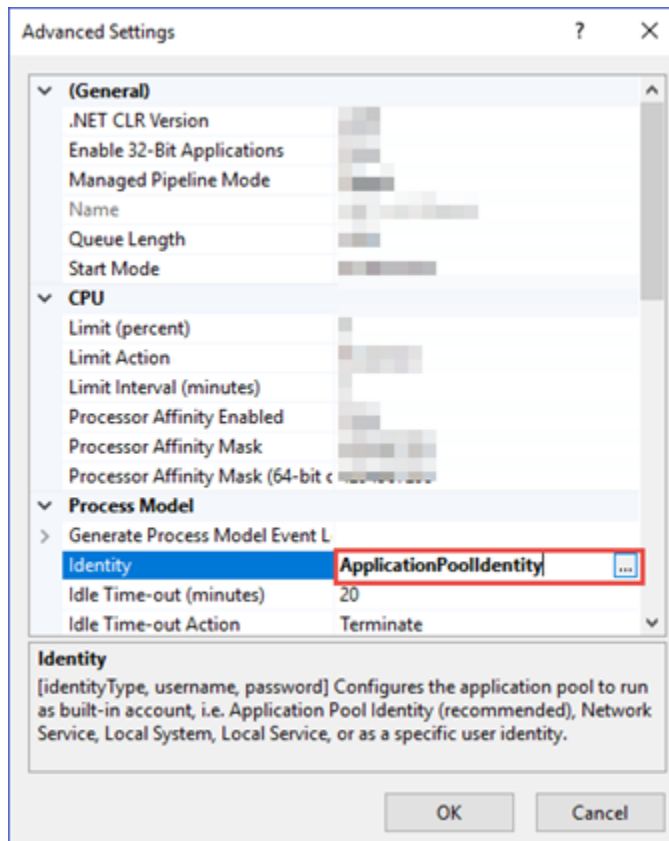 Advanced Settings
(General)
.NET CLR Version
Enable 32-Bit Applications
Managed Pipeline Mode
Name
Queue Length
Start Mode
CPU
Limit (percent)
Limit Action
Limit Interval (minutes)
Processor Affinity Enabled
Processor Affinity Mask
Processor Affinity Mask (64-bit c
Process Model
Generate Process Model Event L
Identity ApplicationPoolIdentity ...
Idle Time-out (minutes) 20
Idle Time-out Action Terminate
Identity
[identityType, username, password] Configures the application pool to run
as built-in account, i.e. Application Pool Identity (recommended), Network
Service, Local System, Local Service, or as a specific user identity.
OK Cancel